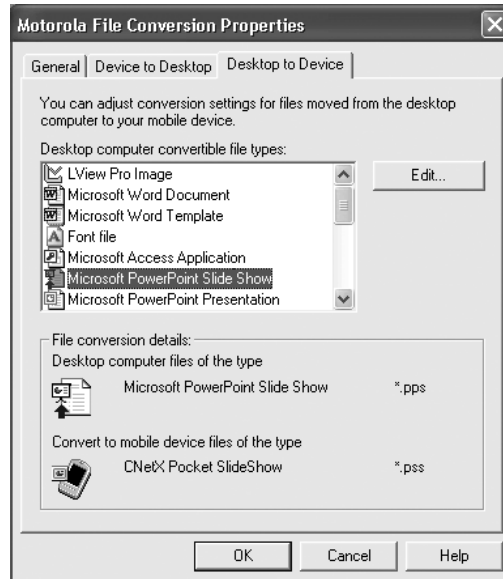 Motorola File Conversion Properties
General
Device to Desktop
Desktop to Device
You can adjust conversion settings for files moved from the desktop
computer to your mobile device.
Desktop computer convertible file types:
LView Pro Image
Microsoft Word Document
Microsoft Word Template
Font file
Microsoft Access Application
Microsoft PowerPoint Slide Show
Microsoft PowerPoint Presentation
Edit...
File conversion details:
Desktop computer files of the type
Microsoft PowerPoint Slide Show *.pps
Convert to mobile device files of the type
CNetX Pocket SlideShow *.pss
OK
Cancel
Help